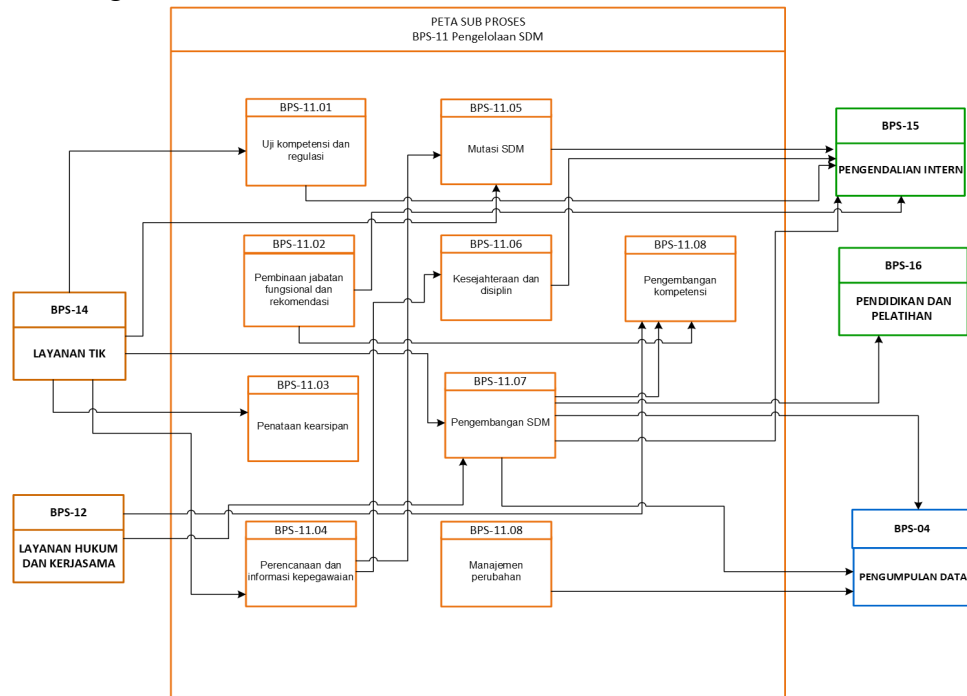 PETA SUB PROSES
BPS-11 Pengelolaan SDM
BPS-11.01
Uji kompetensi dan
regulasi
BPS-11.05
Mutasi SDM
BPS-15
PENGENDALIAN INTERN
BPS-11.02
Pembinaan jabatan
fungsional dan
rekomendasi
BPS-11.06
Kesejahteraan dan
disiplin
BPS-11.08
Pengembangan
kompetensi
BPS-16
PENDIDIKAN DAN
PELATIHAN
BPS-14
LAYANAN TIK
BPS-11.03
Penataan kearsipan
BPS-11.07
Pengembangan SDM
BPS-12
LAYANAN HUKUM
DAN KERJASAMA
BPS-11.04
Perencanaan dan
informasi kepegawaian
BPS-11.08
Manajemen
perubahan
BPS-04
PENGUMPULAN DATA